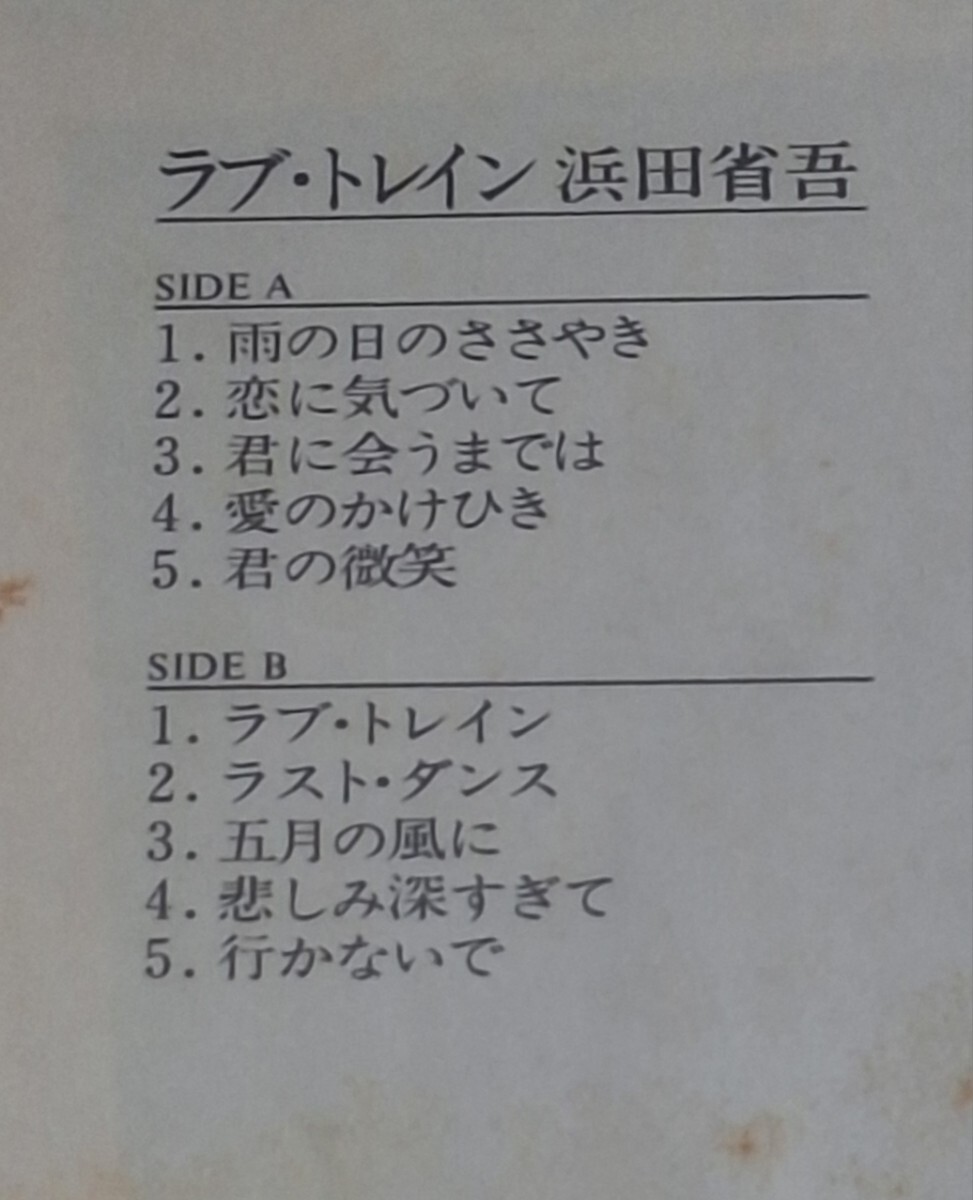 ラブ・トレイン 浜田省吾
SIDE A
1. 雨の日のささやき
2. 恋に気づいて
3. 君に会うまでは
4. 愛のかけひき
5. 君の微笑
SIDE B
1. ラブ・トレイン
2. ラスト・ダンス
3. 五月の風に
4. 悲しみ深すぎて
5. 行かないで